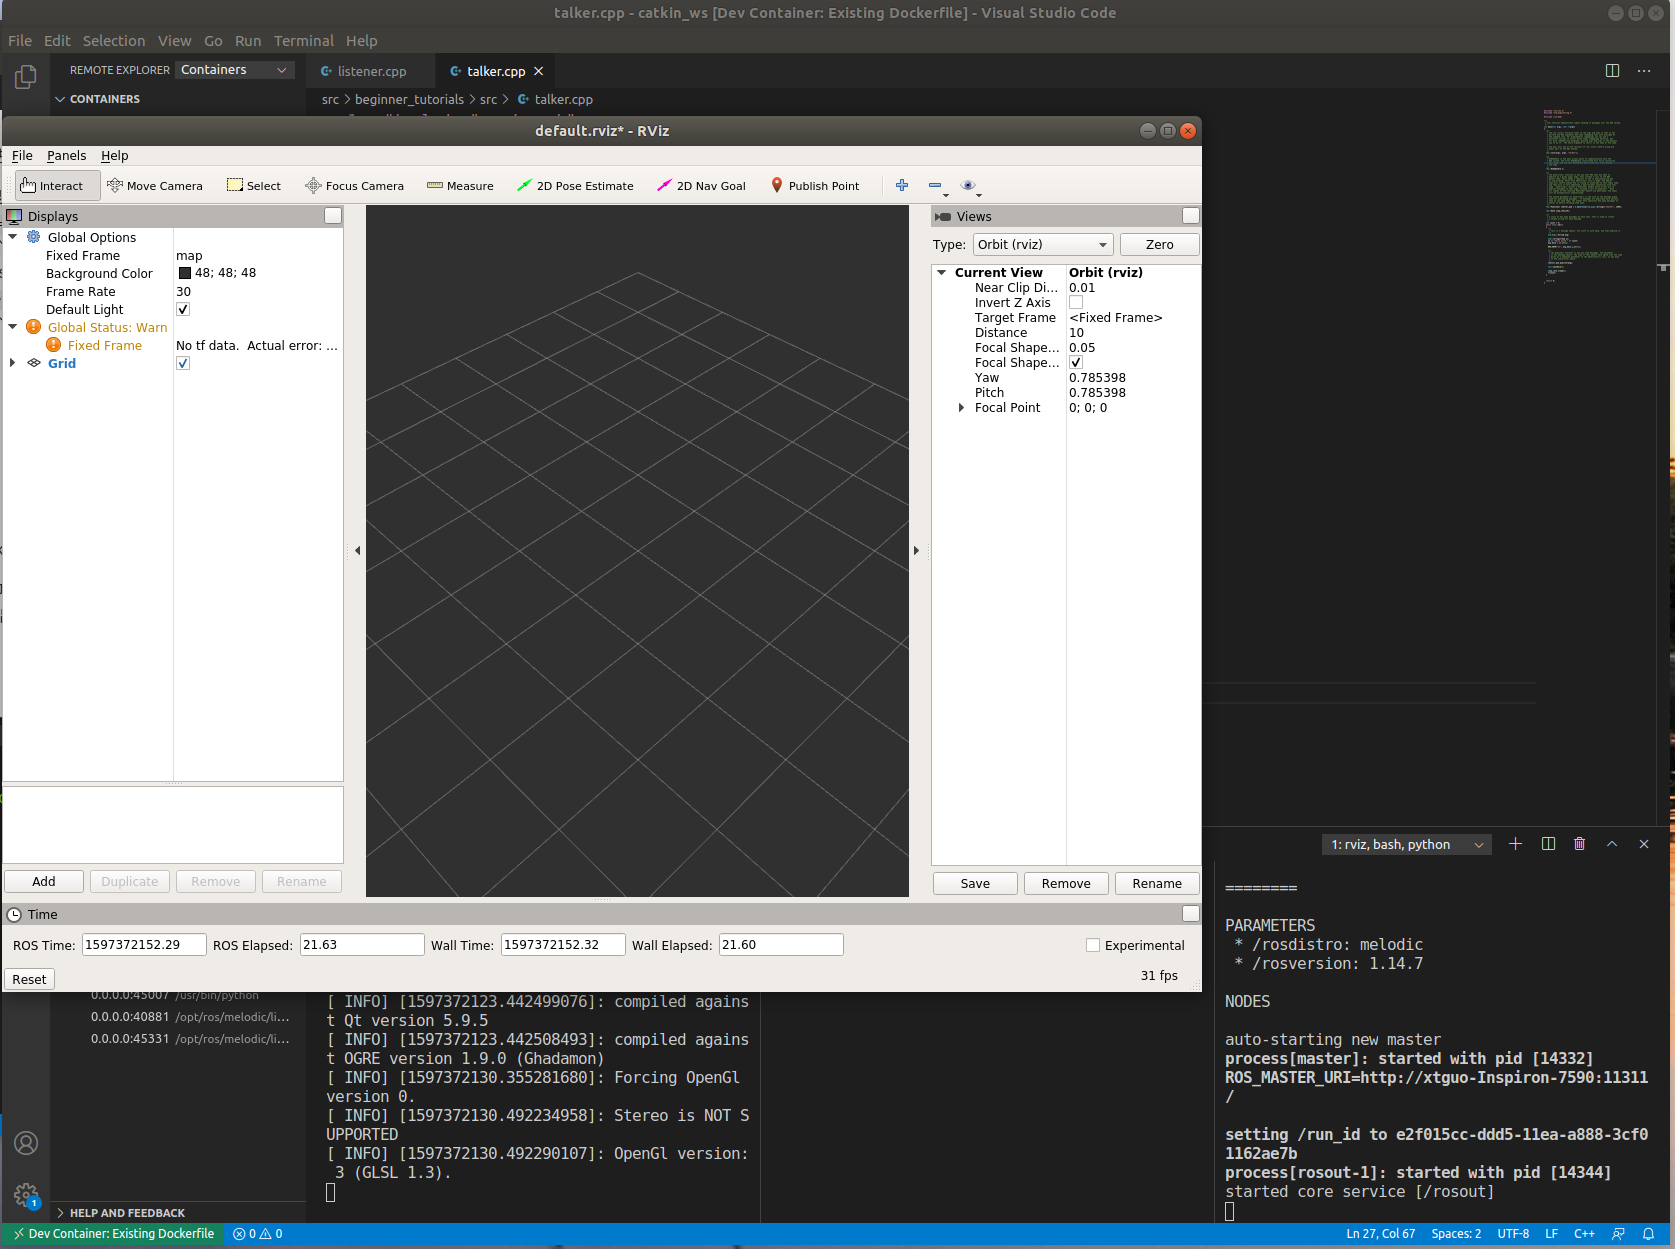 talker.cpp - catkin_ws [Dev Container: Existing Dockerfile] - Visual Studio Code
File Edit Selection View Go Run Terminal Help
REMOTE EXPLORER Containers
listener.cpp talker.cpp
CONTAINERS
src > beginner_tutorials > src > talker.cpp
default.rviz* - RViz
File Panels Help
Interact Move Camera Select Focus Camera Measure 2D Pose Estimate 2D Nav Goal Publish Point
Displays
Global Options
Fixed Frame map
Background Color 48; 48; 48
Frame Rate 30
Default Light
Global Status: Warn
Fixed Frame No tf data. Actual error: ...
Grid
Add Duplicate Remove Rename
Views
Type: Orbit (rviz) Zero
Current View Orbit (rviz)
Near Clip Di... 0.01
Invert Z Axis
Target Frame <Fixed Frame>
Distance 10
Focal Shape... 0.05
Focal Shape...
Yaw 0.785398
Pitch 0.785398
Focal Point 0; 0; 0
Save Remove Rename
Time
ROS Time: 1597372152.29 ROS Elapsed: 21.63 Wall Time: 1597372152.32 Wall Elapsed: 21.60 Experimental
Reset 31 fps
0.0.0.0:45007 /usr/bin/python
0.0.0.0:40881 /opt/ros/melodic/li...
0.0.0.0:45331 /opt/ros/melodic/li...
HELP AND FEEDBACK
[ INFO] [1597372123.442499076]: compiled agains
t Qt version 5.9.5
[ INFO] [1597372123.442508493]: compiled agains
t OGRE version 1.9.0 (Ghadamon)
[ INFO] [1597372130.355281680]: Forcing OpenGl
version 0.
[ INFO] [1597372130.492234958]: Stereo is NOT S
UPPORTED
[ INFO] [1597372130.492290107]: OpenGl version:
3 (GLSL 1.3).
1: rviz, bash, python
========
PARAMETERS
* /rosdistro: melodic
* /rosversion: 1.14.7
NODES
auto-starting new master
process[master]: started with pid [14332]
ROS_MASTER_URI=http://xtguo-Inspiron-7590:11311
/
setting /run_id to e2f015cc-ddd5-11ea-a888-3cf0
1162ae7b
process[rosout-1]: started with pid [14344]
started core service [/rosout]
1
Dev Container: Existing Dockerfile 0 0 Ln 27, Col 67 Spaces: 2 UTF-8 LF C++